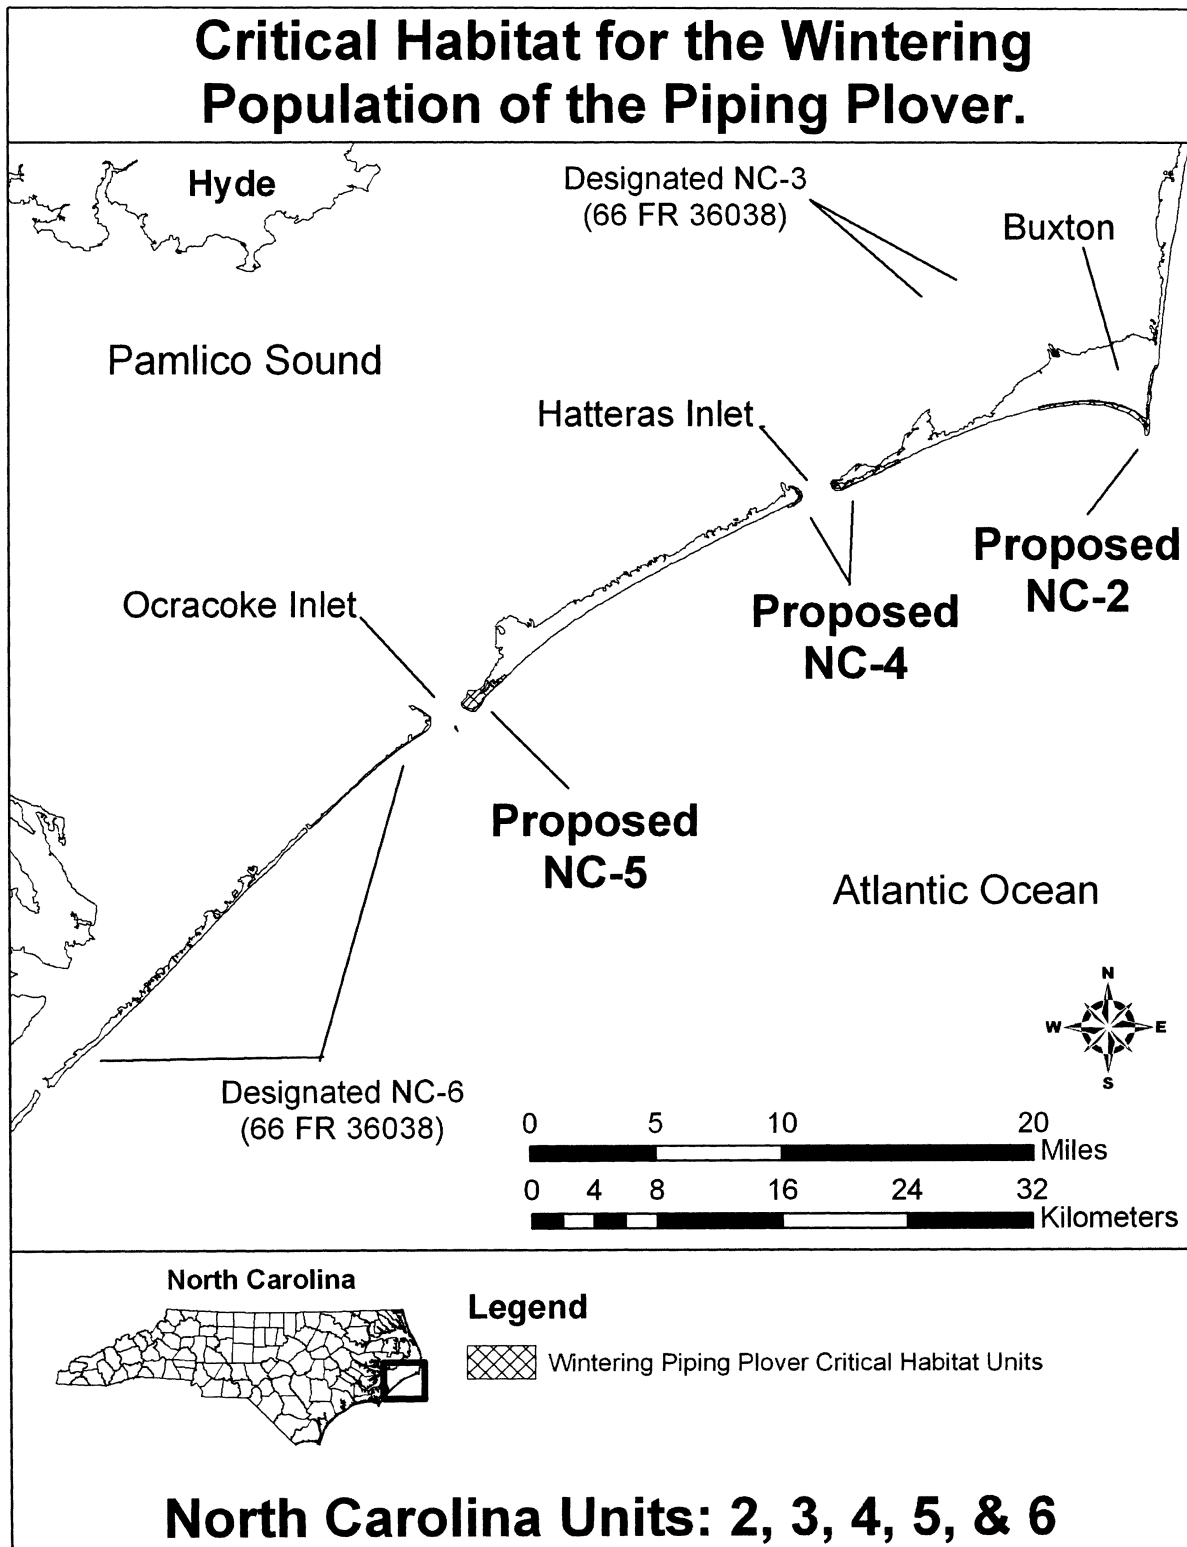 Critical Habitat for the Wintering
Population of the Piping Plover.
Hyde
Designated NC-3
(66 FR 36038)
Buxton
Pamlico Sound
Hatteras Inlet
Proposed
NC-2
Ocracoke Inlet
Proposed
NC-4
Proposed
NC-5
Atlantic Ocean
N
W E
S
Designated NC-6
(66 FR 36038)
0 5 10 20
Miles
0 4 8 16 24 32
Kilometers
North Carolina
Legend
Wintering Piping Plover Critical Habitat Units
North Carolina Units: 2, 3, 4, 5, & 6